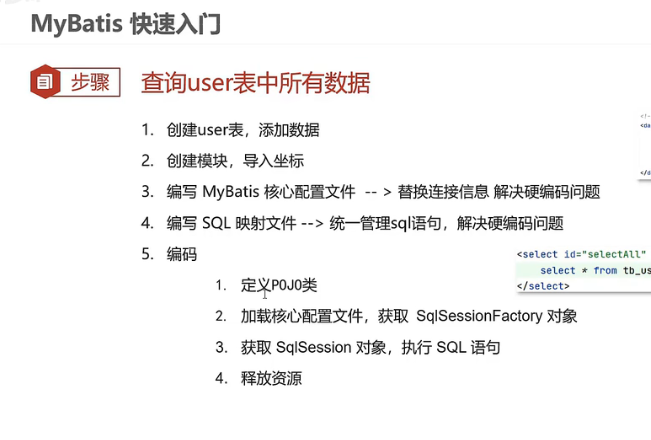 MyBatis 快速入门
步骤
查询user表中所有数据
1. 创建user表，添加数据
2. 创建模块，导入坐标
3. 编写 MyBatis 核心配置文件 -- > 替换连接信息 解决硬编码问题
4. 编写 SQL 映射文件 --> 统一管理sql语句，解决硬编码问题
5. 编码
1. 定义POJO类
2. 加载核心配置文件，获取 SqlSessionFactory 对象
3. 获取 SqlSession 对象，执行 SQL 语句
4. 释放资源
<select id="selectAll"
select * from tb_us
</select>